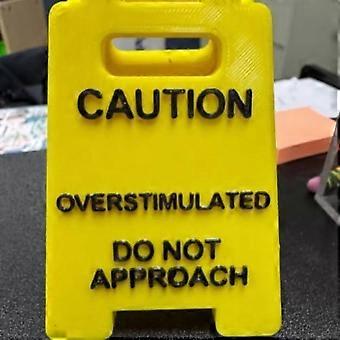 CAUTION
OVERSTIMULATED
DO NOT
APPROACH